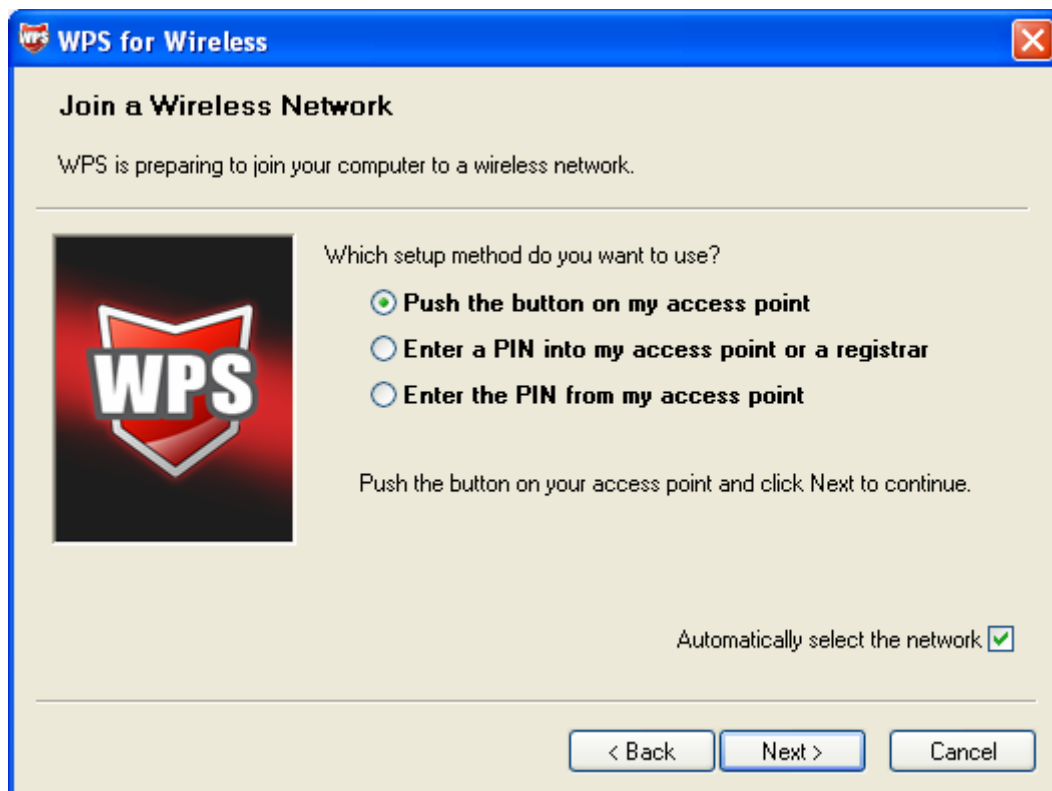 WPS for Wireless
Join a Wireless Network
WPS is preparing to join your computer to a wireless network.
Which setup method do you want to use?
Push the button on my access point
Enter a PIN into my access point or a registrar
Enter the PIN from my access point
WPS
Push the button on your access point and click Next to continue.
Automatically select the network
< Back Next > Cancel